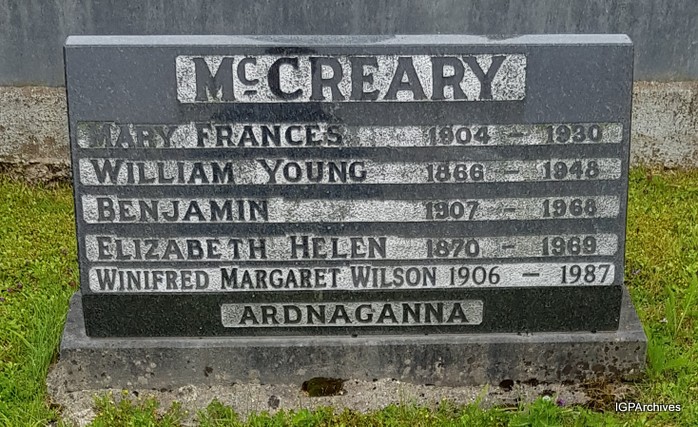 McCREARY
MARY FRANCES 1904 – 1930
WILLIAM YOUNG 1866 – 1948
BENJAMIN 1907 – 1968
ELIZABETH HELEN 1870 – 1969
WINIFRED MARGARET WILSON 1906 – 1987
ARDNAGANNA
IGPArchives